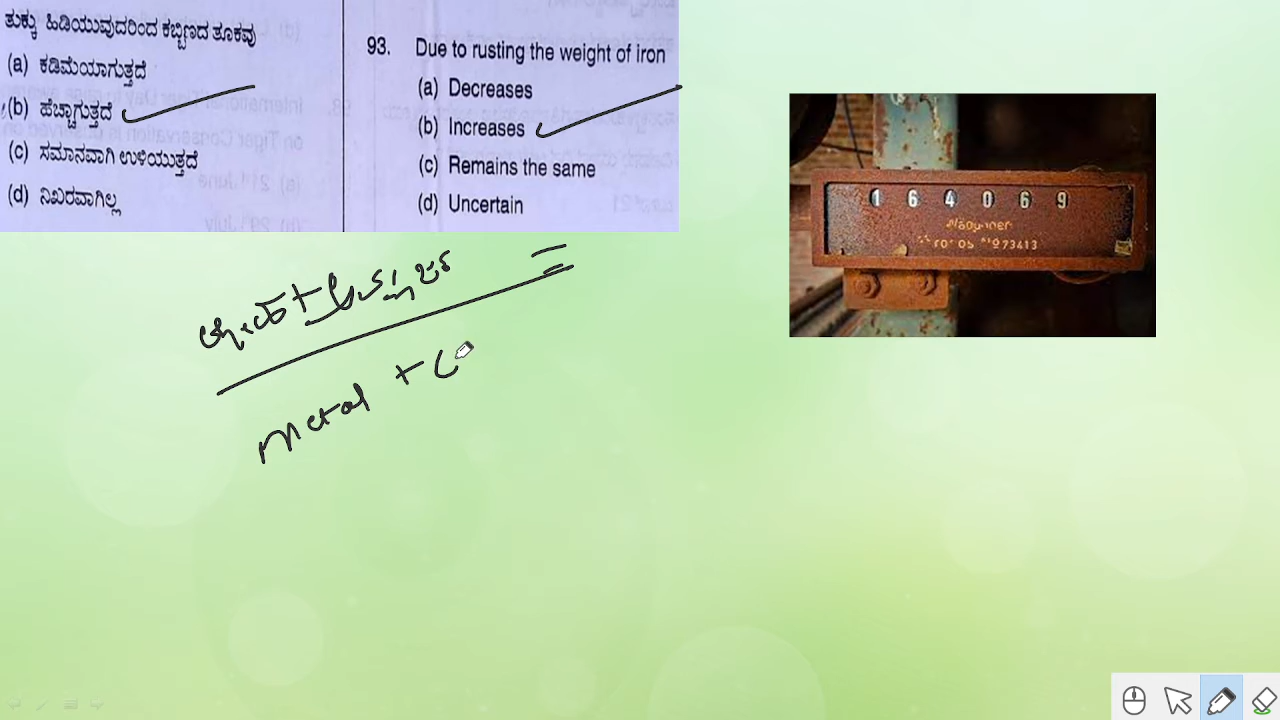 ತುಕ್ಕು ಹಿಡಿಯುವುದರಿಂದ ಕಬ್ಬಿಣದ ತೂಕವು
(a) ಕಡಿಮೆಯಾಗುತ್ತದೆ
(b) ಹೆಚ್ಚಾಗುತ್ತದೆ
(c) ಸಮಾನವಾಗಿ ಉಳಿಯುತ್ತದೆ
(d) ನಿಖರವಾಗಿಲ್ಲ
93. Due to rusting the weight of iron
(a) Decreases
(b) Increases
(c) Remains the same
(d) Uncertain
1 6 4 0 6 9
73413
=
metal +